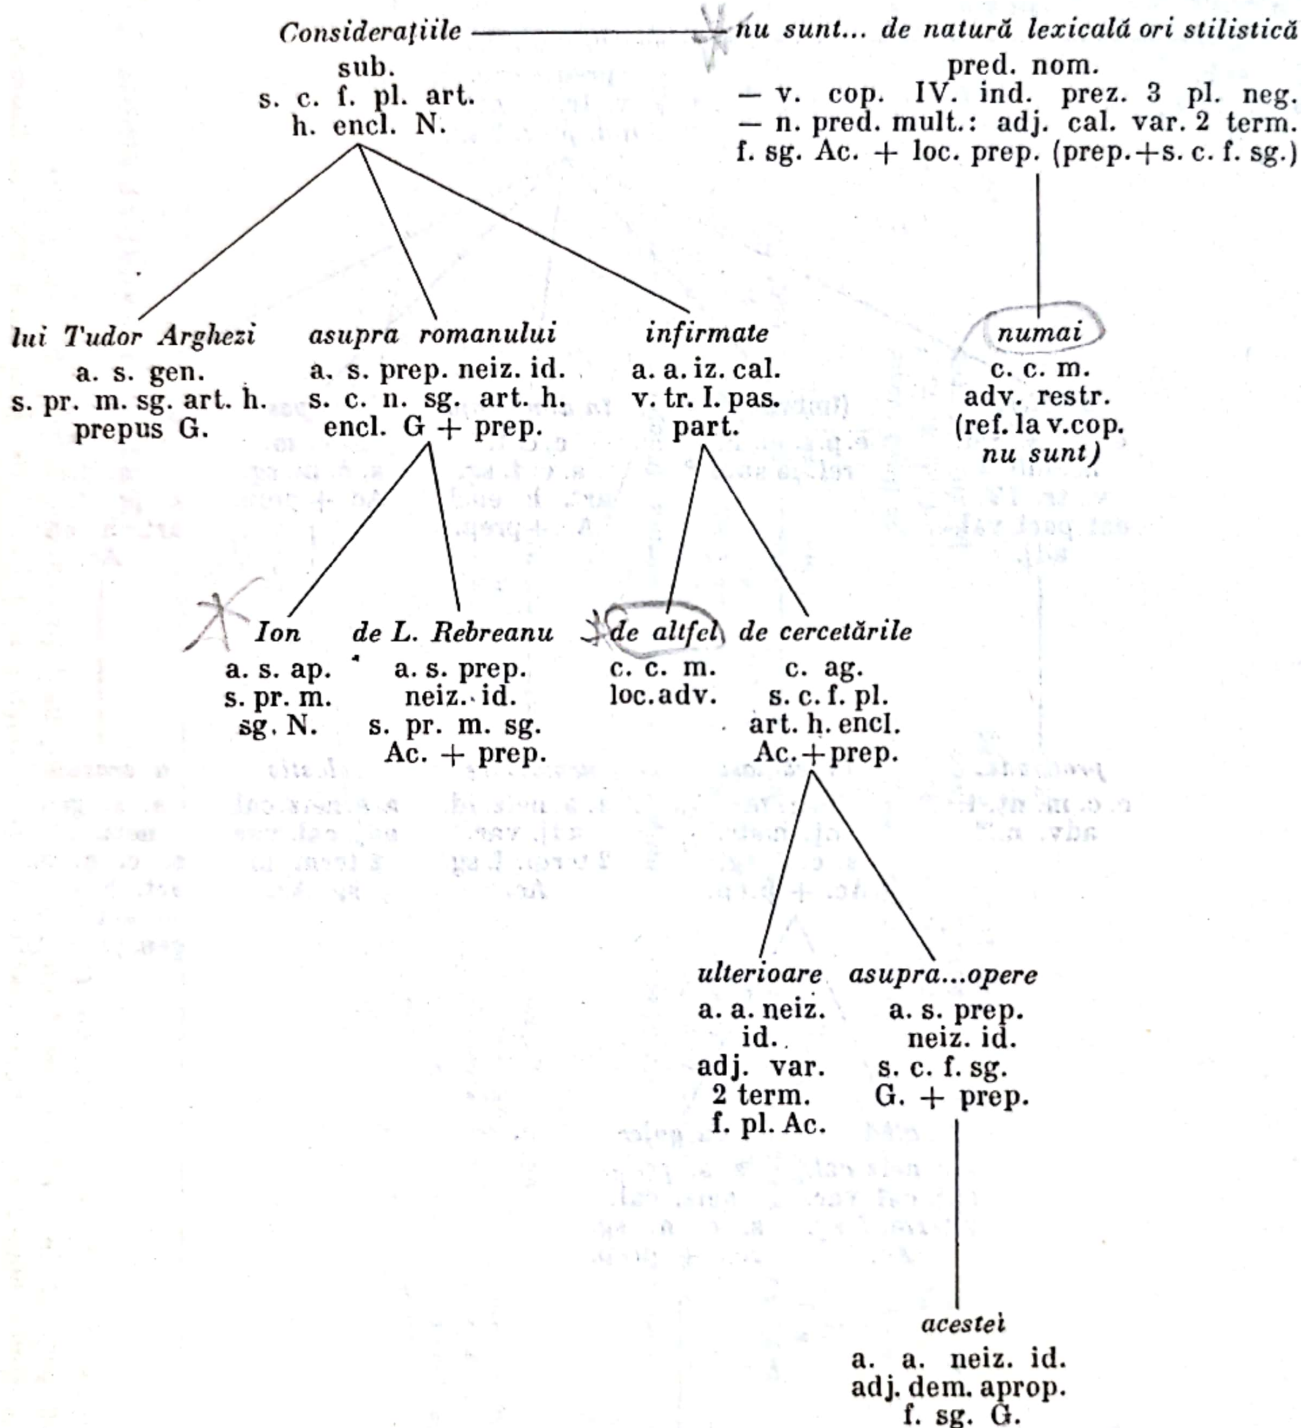 Considerațiile nu sunt... de natură lexicală ori stilistică
sub.
s. c. f. pl. art.
h. encl. N.
pred. nom.
— v. cop. IV. ind. prez. 3 pl. neg.
— n. pred. mult.: adj. cal. var. 2 term.
f. sg. Ac. + loc. prep. (prep.+s. c. f. sg.)
lui Tudor Arghezi
a. s. gen.
s. pr. m. sg. art. h.
prepus G.
asupra romanului
a. s. prep. neiz. id.
s. c. n. sg. art. h.
encl. G + prep.
infirmate
a. a. iz. cal.
v. tr. I. pas.
part.
numai
c. c. m.
adv. restr.
(ref. la v.cop.
nu sunt)
Ion
a. s. ap.
s. pr. m.
sg. N.
de L. Rebreanu
a. s. prep.
neiz. id.
s. pr. m. sg.
Ac. + prep.
de altfel
c. c. m.
loc.adv.
de cercetările
c. ag.
s. c. f. pl.
art. h. encl.
Ac.+prep.
ulterioare
a. a. neiz.
id.
adj. var.
2 term.
f. pl. Ac.
asupra...opere
a. s. prep.
neiz. id.
s. c. f. sg.
G. + prep.
acestei
a. a. neiz. id.
adj. dem. aprop.
f. sg. G.